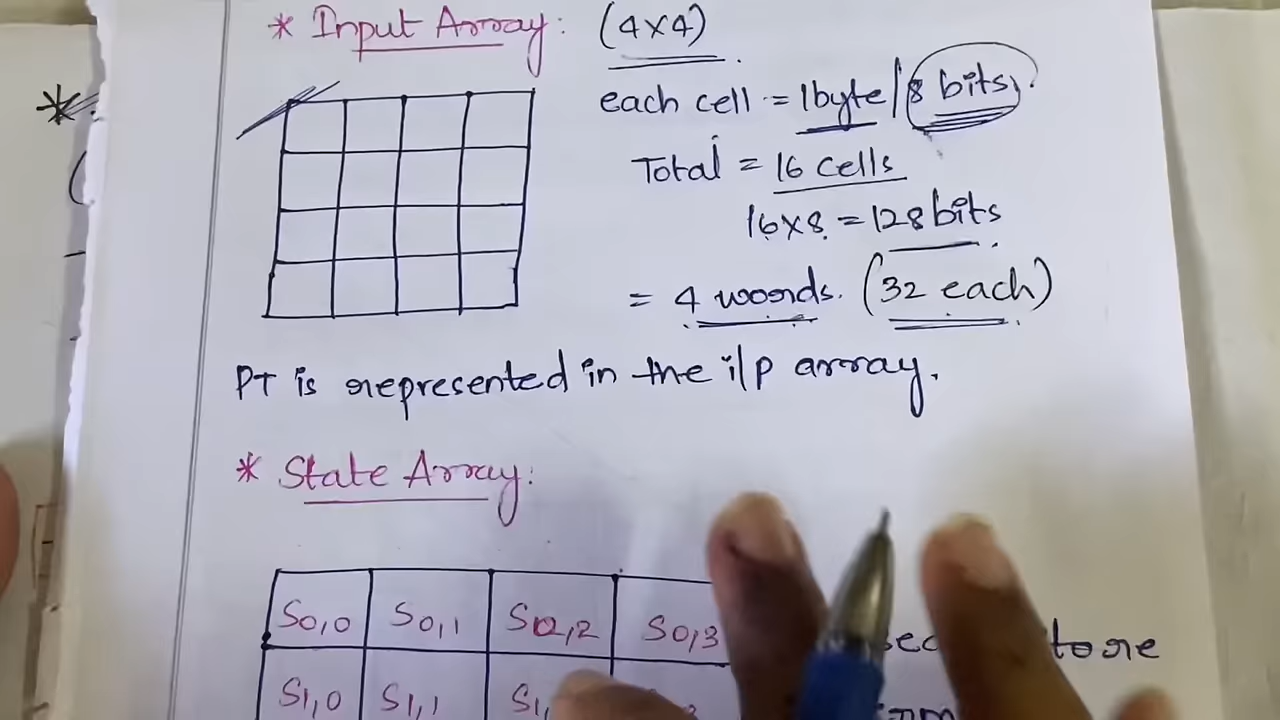 * Input Array: (4x4)
each cell = 1byte/8 bits.
Total = 16 cells
16x8 = 128 bits
= 4 words. (32 each)
PT is represented in the i/p array.
* State Array:
S0,0 S0,1 S0,2 S0,3
S1,0 S1,1